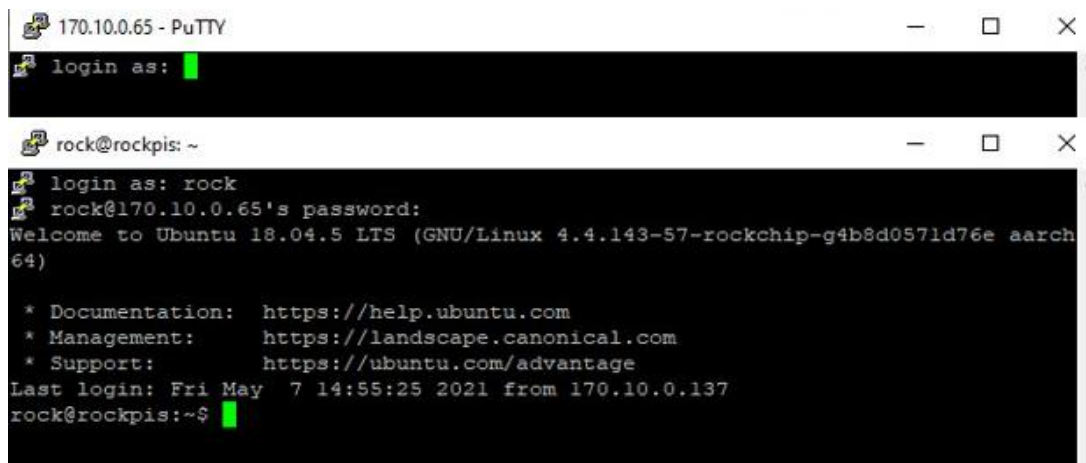 170.10.0.65 - PuTTY
login as:
rock@rockpis: ~
login as: rock
rock@170.10.0.65's password:
Welcome to Ubuntu 18.04.5 LTS (GNU/Linux 4.4.143-57-rockchip-g4b8d0571d76e aarch
64)
* Documentation:  https://help.ubuntu.com
* Management:     https://landscape.canonical.com
* Support:        https://ubuntu.com/advantage
Last login: Fri May  7 14:55:25 2021 from 170.10.0.137
rock@rockpis:~$